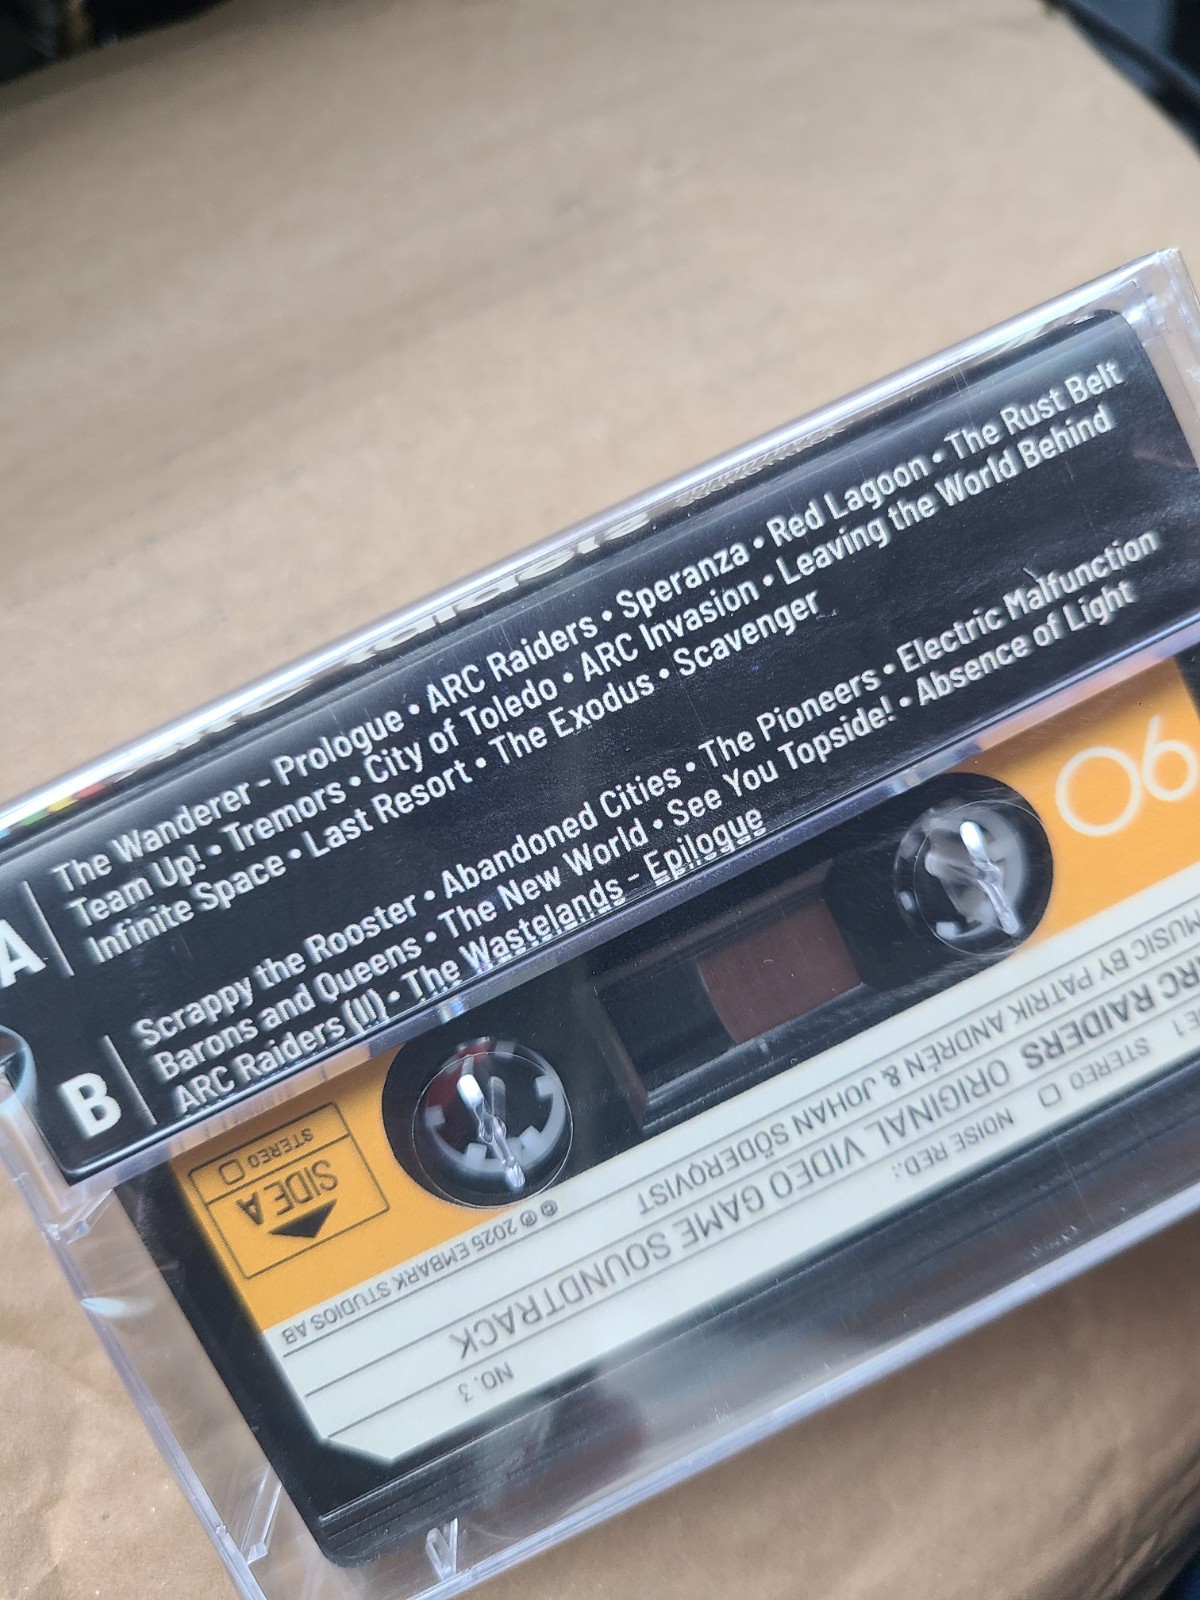 A
The Wanderer - Prologue • ARC Raiders • Speranza • Red Lagoon • The Rust Belt
Team Up! • Tremors • City of Toledo • ARC Invasion • Leaving the World Behind
Infinite Space • Last Resort • The Exodus • Scavenger
B
Scrappy the Rooster • Abandoned Cities • The Pioneers • Electric Malfunction
Barons and Queens • The New World • See You Topside! • Absence of Light
ARC Raiders (II) • The Wastelands - Epilogue
NO. 3
NOISE RED.:
STEREO
ARC RAIDERS ORIGINAL VIDEO GAME SOUNDTRACK
MUSIC BY PATRIK ANDRÉN & JOHAN SÖDERQVIST
℗ © 2025 EMBARK STUDIOS AB
90
SIDE A
STEREO